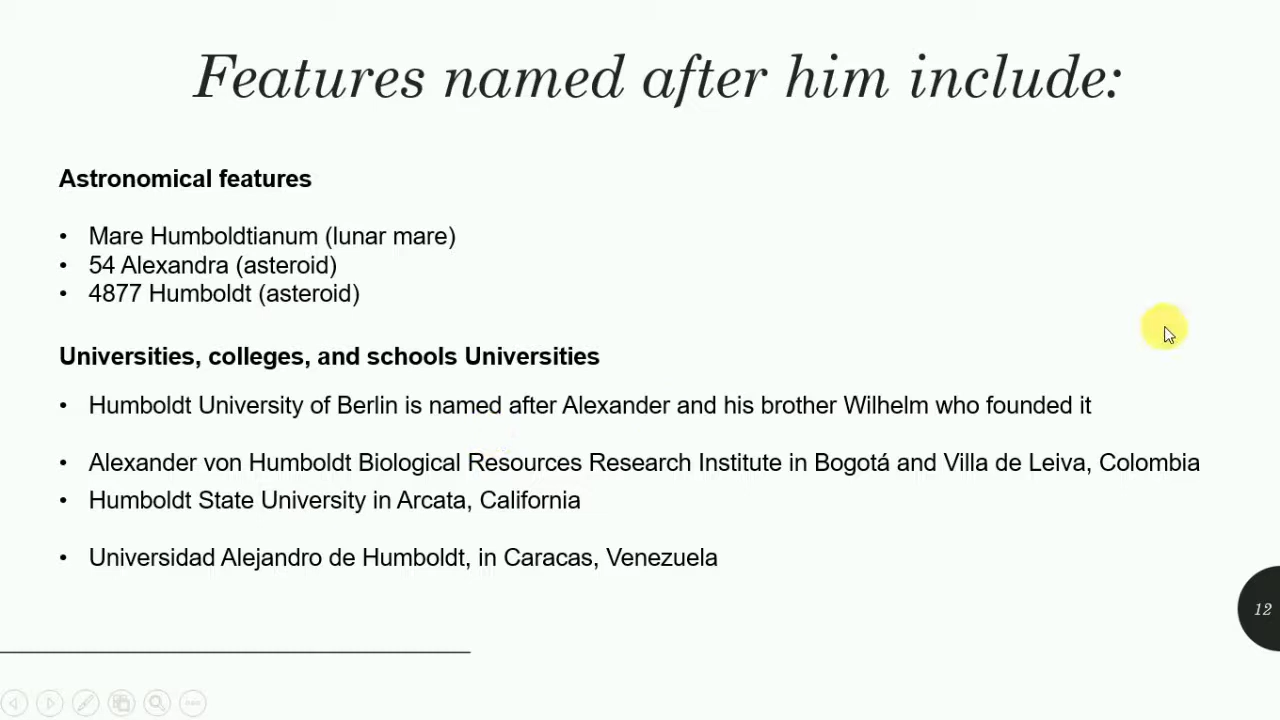 Features named after him include:
Astronomical features
• Mare Humboldtianum (lunar mare)
• 54 Alexandra (asteroid)
• 4877 Humboldt (asteroid)
Universities, colleges, and schools Universities
• Humboldt University of Berlin is named after Alexander and his brother Wilhelm who founded it
• Alexander von Humboldt Biological Resources Research Institute in Bogotá and Villa de Leiva, Colombia
• Humboldt State University in Arcata, California
• Universidad Alejandro de Humboldt, in Caracas, Venezuela
12